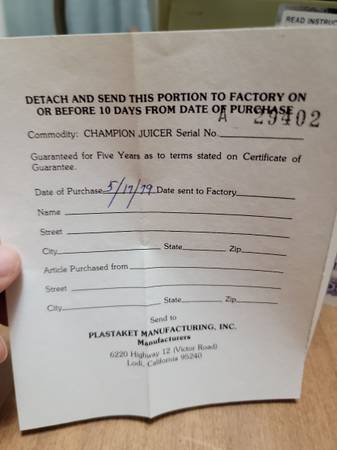 READ INSTRUC
DETACH AND SEND THIS PORTION TO FACTORY ON
OR BEFORE 10 DAYS FROM DATE OF PURCHASE
A 29402
Commodity: CHAMPION JUICER Serial No.
Guaranteed for Five Years as to terms stated on Certificate of
Guarantee.
Date of Purchase 5/17/79 Date sent to Factory
Name
Street
City State Zip
Article Purchased from
Street
City State Zip
Send to
PLASTAKET MANUFACTURING, INC.
Manufacturers
6220 Highway 12 (Victor Road)
Lodi, California 95240